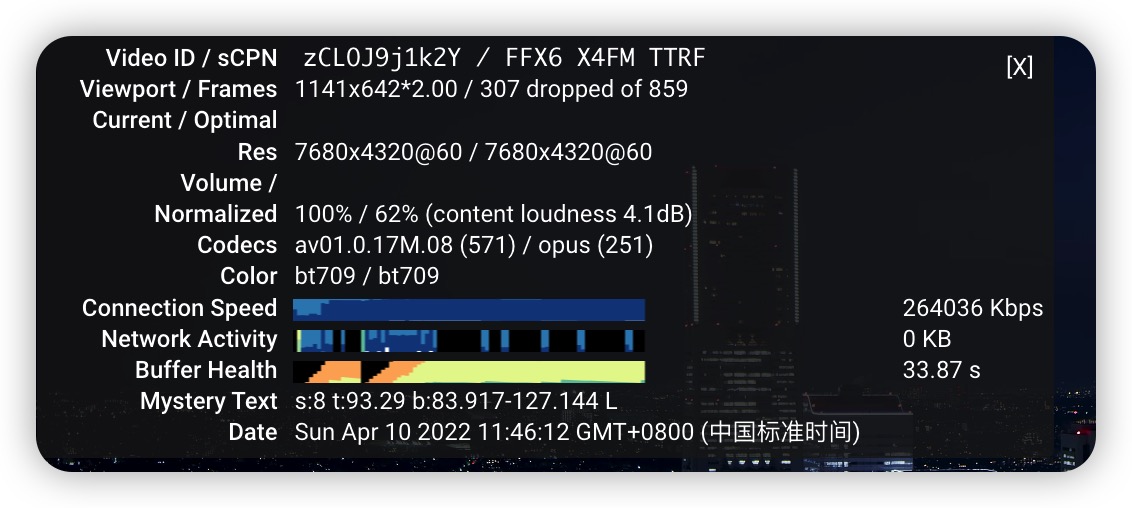 Video ID / sCPN zCLOJ9j1k2Y / FFX6 X4FM TTRF
[X]
Viewport / Frames 1141x642*2.00 / 307 dropped of 859
Current / Optimal
Res 7680x4320@60 / 7680x4320@60
Volume /
Normalized 100% / 62% (content loudness 4.1dB)
Codecs av01.0.17M.08 (571) / opus (251)
Color bt709 / bt709
Connection Speed 264036 Kbps
Network Activity 0 KB
Buffer Health 33.87 s
Mystery Text s:8 t:93.29 b:83.917-127.144 L
Date Sun Apr 10 2022 11:46:12 GMT+0800 (中国标准时间)